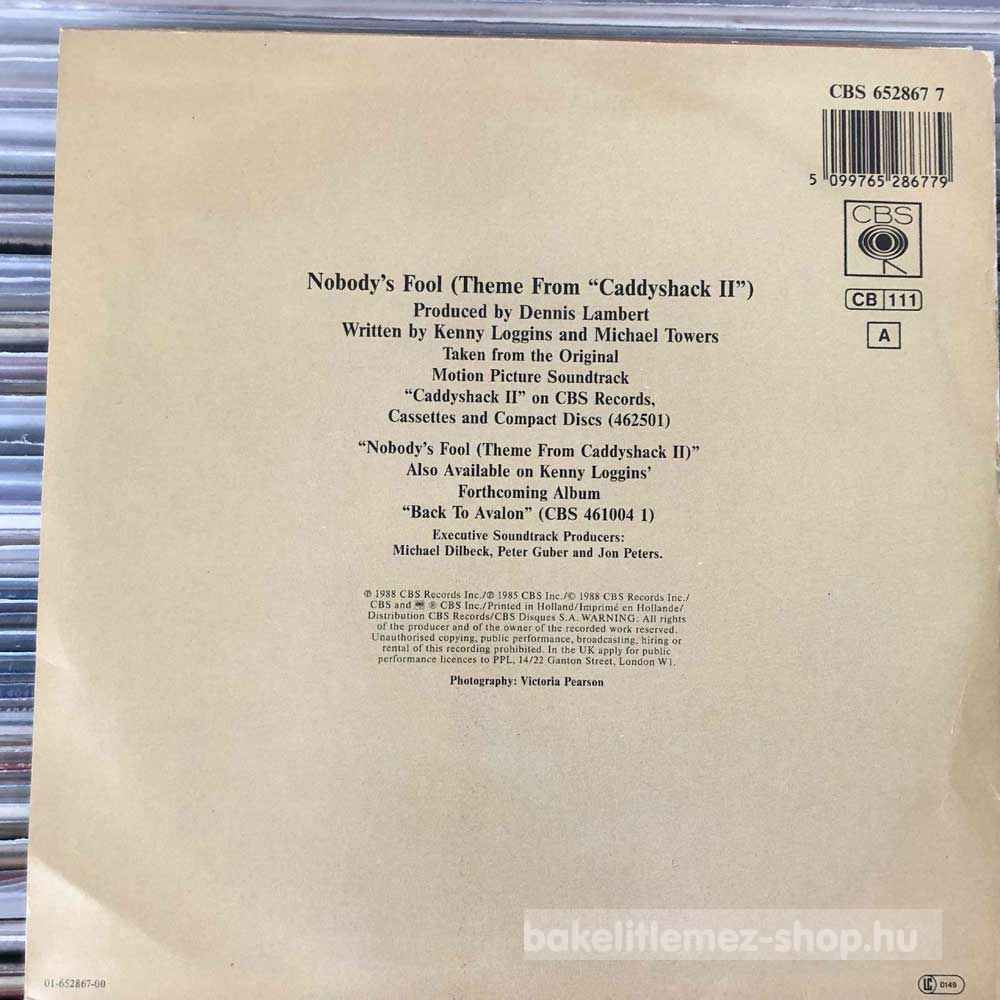 CBS 652867 7
5 099765 286779
CBS
CB 111
A
Nobody's Fool (Theme From “Caddyshack II”)
Produced by Dennis Lambert
Written by Kenny Loggins and Michael Towers
Taken from the Original
Motion Picture Soundtrack
“Caddyshack II” on CBS Records,
Cassettes and Compact Discs (462501)
“Nobody's Fool (Theme From Caddyshack II)”
Also Available on Kenny Loggins'
Forthcoming Album
“Back To Avalon” (CBS 461004 1)
Executive Soundtrack Producers:
Michael Dilbeck, Peter Guber and Jon Peters.
℗ 1988 CBS Records Inc./℗ 1985 CBS Inc./© 1988 CBS Records Inc./
CBS and ® CBS Inc./Printed in Holland/Imprimé en Hollande/
Distribution CBS Records/CBS Disques S.A. WARNING. All rights
of the producer and of the owner of the recorded work reserved.
Unauthorised copying, public performance, broadcasting, hiring or
rental of this recording prohibited. In the UK apply for public
performance licences to PPL, 14/22 Ganton Street, London W1.
Photography: Victoria Pearson
bakelitlemez-shop.hu
01-652867-00
LC 0149